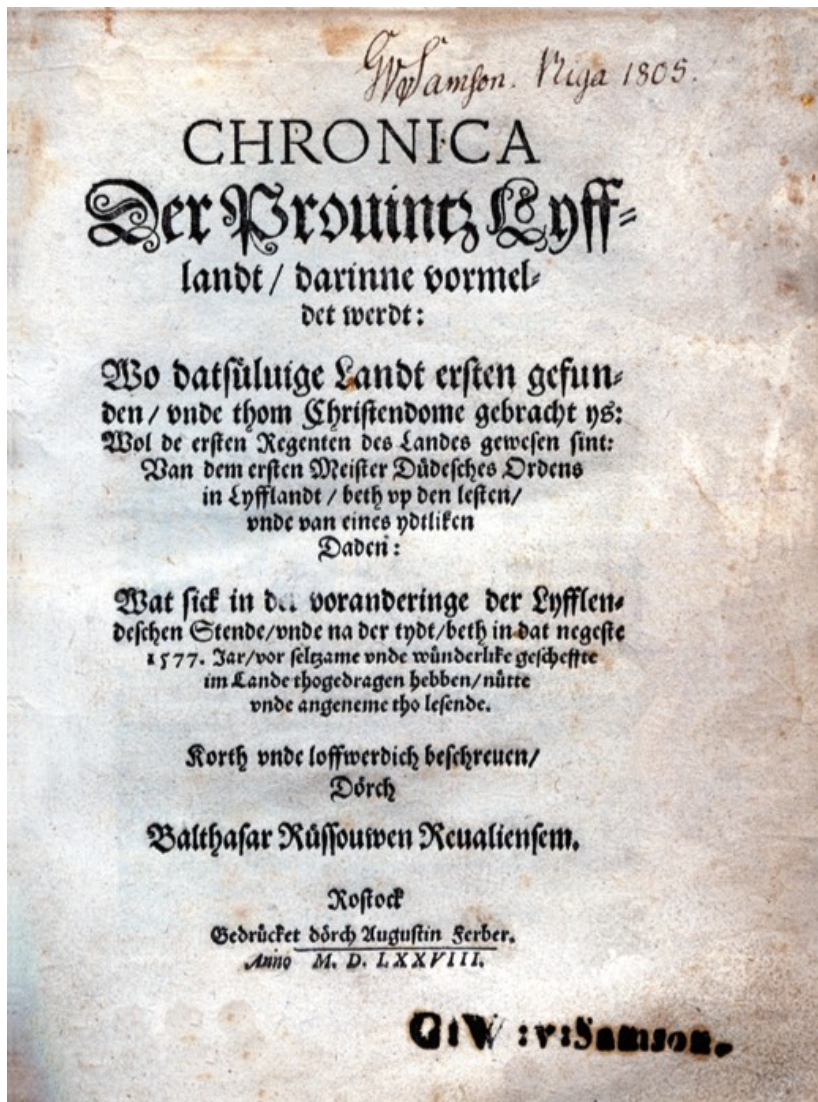 GWvSamson. Riga 1805.
CHRONICA
Der Prouintz Lyff-
landt / darinne vormel-
det werdt:
Wo datsüluige Landt ersten gefun-
den / vnde thom Christendome gebracht ys:
Wol de ersten Regenten des Landes gewesen sint:
Van dem ersten Meister Düdesches Ordens
in Lyfflandt / beth vp den lesten /
vnde van eines ydtliken
Daden:
Wat sick in der voranderinge der Lyfflen-
deschen Stende / vnde na der tydt / beth in dat negeste
1577. Jar / vor seltzame vnde wünderlike gescheffte
im Lande thogedragen hebben / nütte
vnde angeneme tho lesende.
Korth vnde loffwerdich beschreuen /
Dörch
Balthasar Rüssouwen Reualiensem.
Rostock
Gedrücket dörch Augustin Ferber.
Anno M. D. LXXVIII.
G:W:v:Samson.